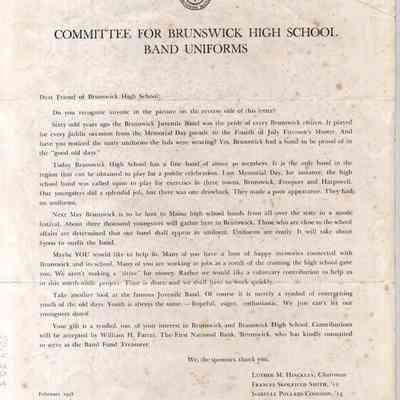 COMMITTEE FOR BRUNSWICK HIGH SCHOOL
BAND UNIFORMS
Dear Friend of Brunswick High School:
Do you recognize anyone in the picture on the reverse side of this letter?
Sixty odd years ago the Brunswick Juvenile Band was the pride of every Brunswick citizen. It played
for every public occasion from the Memorial Day parade to the Fourth of July Firemen's Muster. And
have you noticed the natty uniforms the lads were wearing? Yes, Brunswick had a band to be proud of in
the "good old days."
Today Brunswick High School has a fine band of about 50 members. It is the only band in the
region that can be obtained to play for a public celebration. Last Memorial Day, for instance, the high
school band was called upon to play for exercises in three towns, Brunswick, Freeport and Harpswell.
Our youngsters did a splendid job, but there was one drawback. They made a poor appearance. They had
no uniforms.
Next May Brunswick is to be host to Maine high school bands from all over the state in a music
festival. About three thousand youngsters will gather here in Brunswick. Those who are close to the school
affairs are determined that our band shall appear in uniform. Uniforms are costly. It will take about
to outfit the band.
Maybe YOU would like to help us. Many of you have a host of happy memories connected with
Brunswick and its school. Many of you are working at jobs as a result of the training the high school gave
you. We aren't making a "drive" for money. Rather we would like a voluntary contribution to help us
in this worth-while project. Time is short and we shall have to work quickly.
Take another look at the famous Juvenile Band. Of course it is merely a symbol of everything
of the old days. Youth is always the same — hopeful, eager, enthusiastic. We just can't let our
youngsters down!
Your gift is a symbol too, of your interest in Brunswick and Brunswick High School. Contributions
will be accepted by William H. Farrar, The First National Bank, Brunswick, who has kindly consented
to serve as the Band Fund Treasurer.
We, the sponsors, thank you.
LUTHER M. HINCKLEY, Chairman
FRANCES SKOLFIELD SMITH,
ISABELLE POLLARD CONGDON,
February 1938